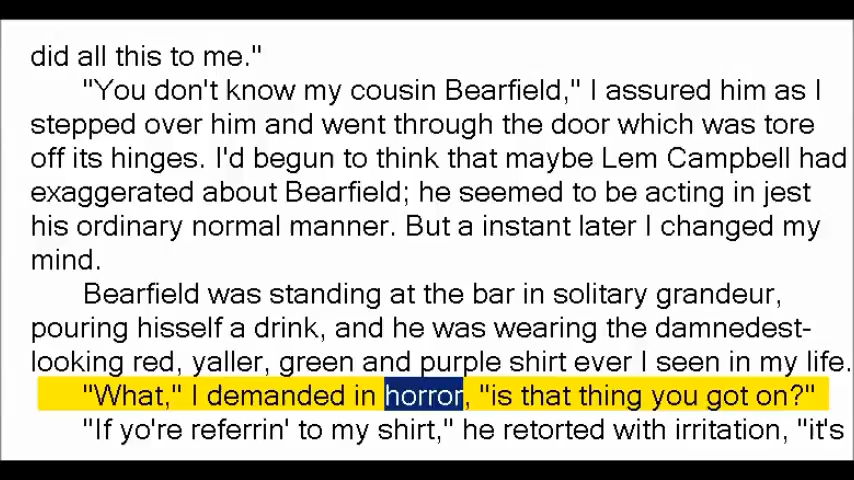 did all this to me."
"You don't know my cousin Bearfield," I assured him as I
stepped over him and went through the door which was tore
off its hinges. I'd begun to think that maybe Lem Campbell had
exaggerated about Bearfield; he seemed to be acting in jest
his ordinary normal manner. But a instant later I changed my
mind.
Bearfield was standing at the bar in solitary grandeur,
pouring hisself a drink, and he was wearing the damnedest-
looking red, yaller, green and purple shirt ever I seen in my life.
"What," I demanded in horror, "is that thing you got on?"
"If yo're referrin' to my shirt," he retorted with irritation, "it's